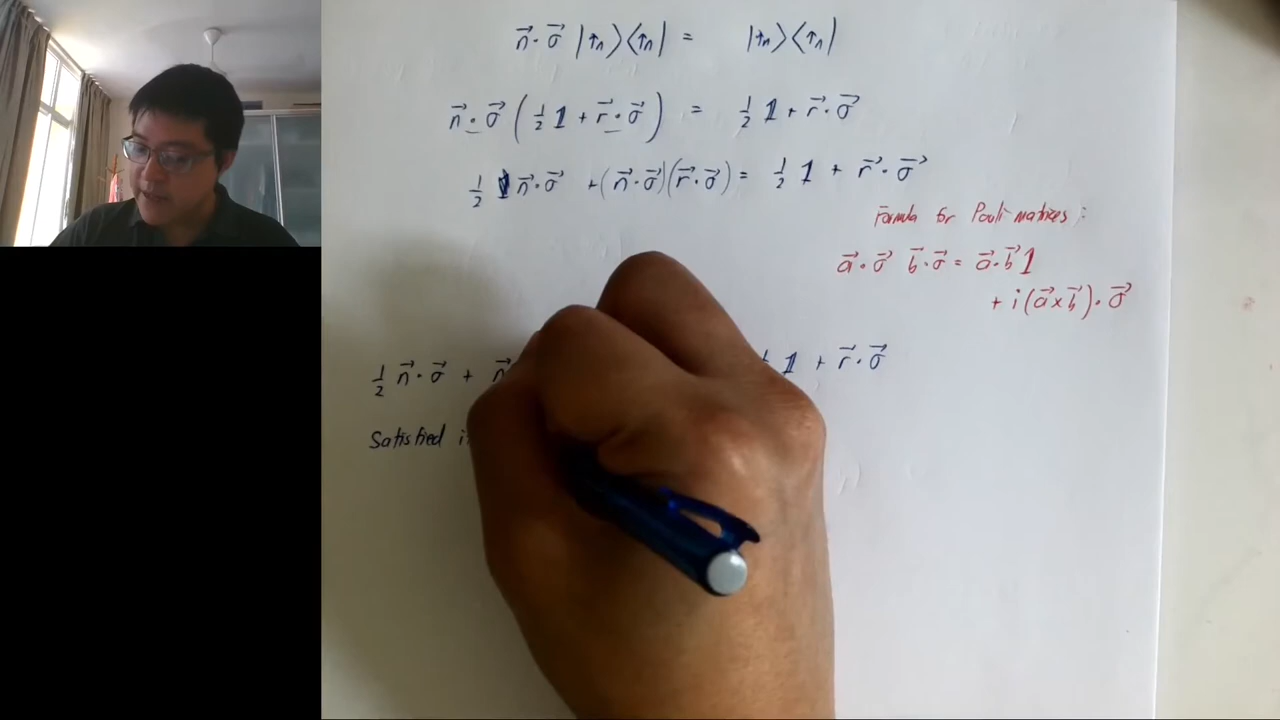 n⃗·σ⃗ |↑n⟩⟨↑n| = |↑n⟩⟨↑n|
n⃗·σ⃗ (½ 𝟙 + r⃗·σ⃗) = ½ 𝟙 + r⃗·σ⃗
½ n⃗·σ⃗ + (n⃗·σ⃗)(r⃗·σ⃗) = ½ 𝟙 + r⃗·σ⃗
Formula for Pauli matrices:
a⃗·σ⃗ b⃗·σ⃗ = a⃗·b⃗ 𝟙
+ i(a⃗×b⃗)·σ⃗
½ n⃗·σ⃗ + n⃗ 𝟙 + r⃗·σ⃗
Satisfied